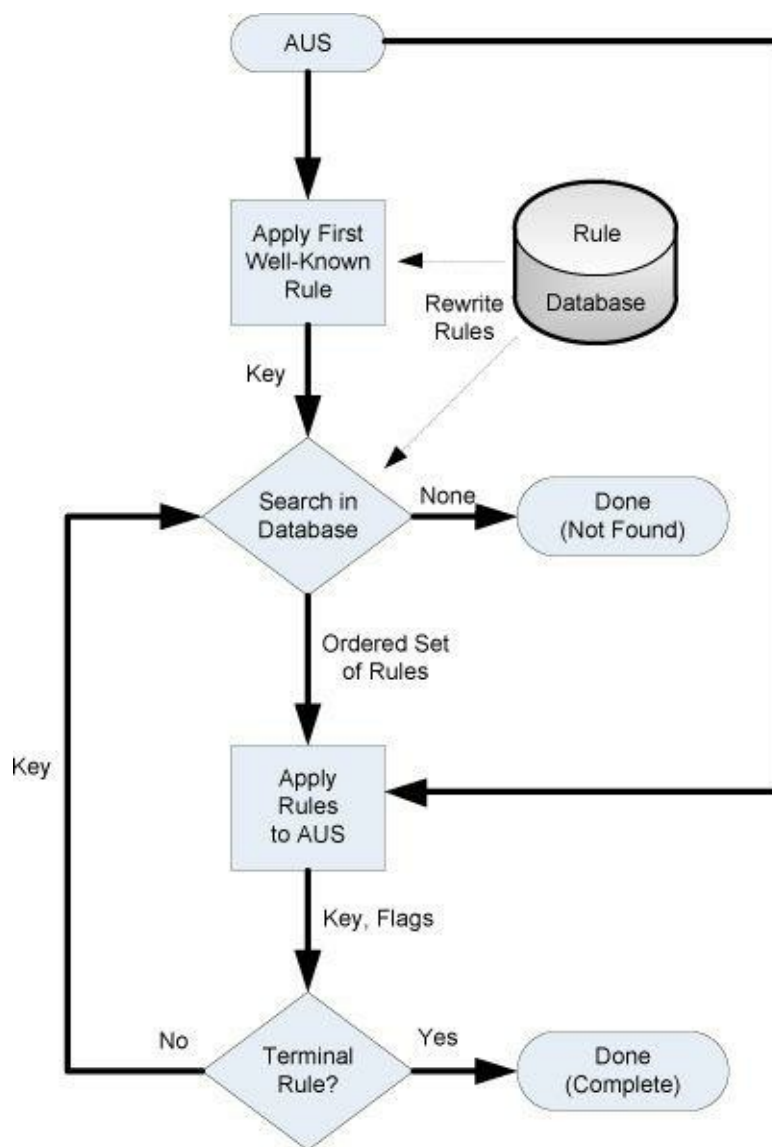 AUS
Apply First
Well-Known
Rule
Rule
Database
Rewrite
Rules
Key
Search in
Database
None
Done
(Not Found)
Ordered Set
of Rules
Key
Apply
Rules
to AUS
Key, Flags
No
Terminal
Rule?
Yes
Done
(Complete)